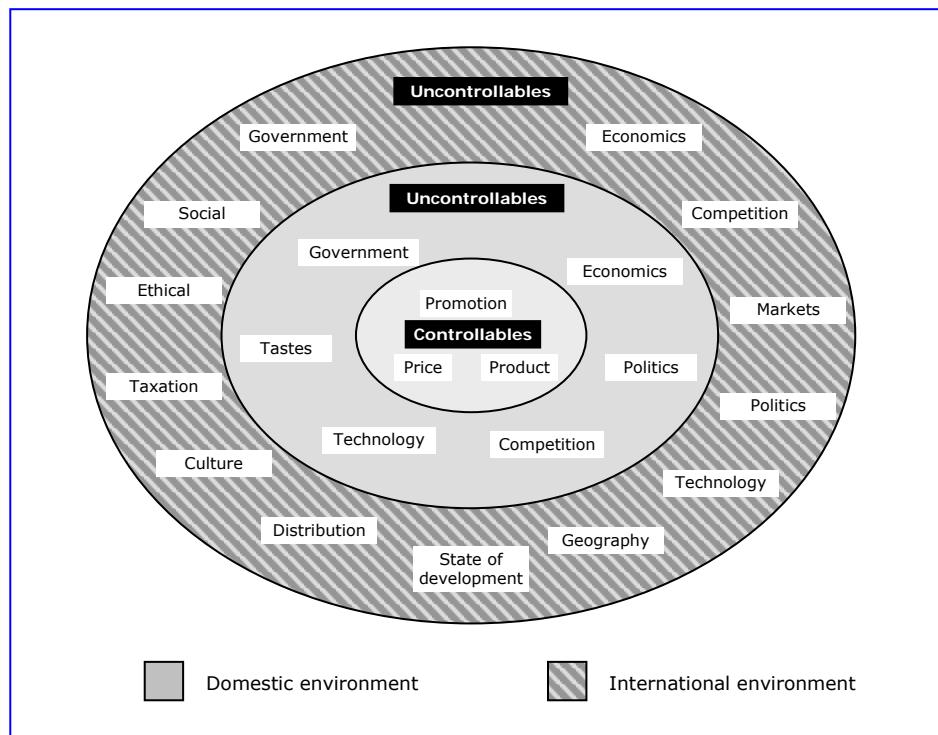 Uncontrollables
Government
Economics
Social
Competition
Ethical
Markets
Taxation
Politics
Culture
Technology
Distribution
Geography
State of
development
Uncontrollables
Government
Economics
Tastes
Politics
Technology
Competition
Promotion
Controllables
Price
Product
Domestic environment
International environment